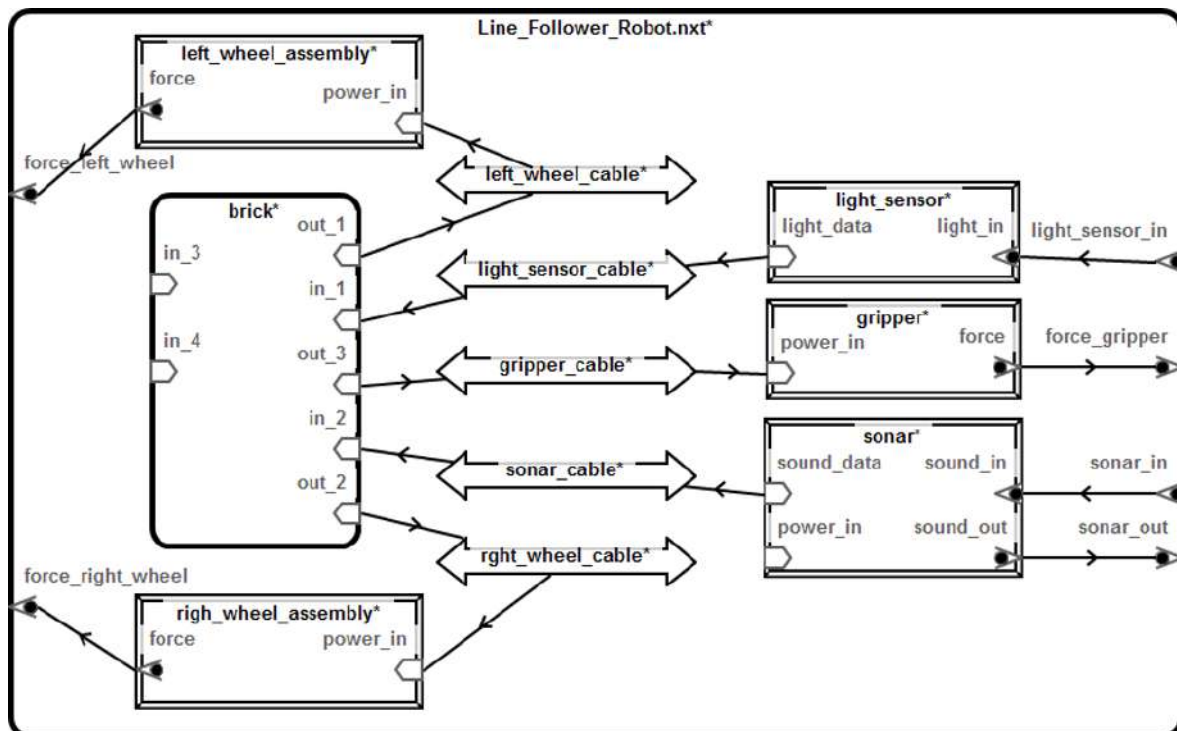 Line_Follower_Robot.nxt*
left_wheel_assembly*
force
power_in
force_left_wheel
left_wheel_cable*
brick*
out_1
in_3
in_1
in_4
out_3
in_2
out_2
light_sensor*
light_data
light_in
light_sensor_in
light_sensor_cable*
gripper*
power_in
force
force_gripper
gripper_cable*
sonar*
sound_data
sound_in
sonar_in
sonar_cable*
power_in
sound_out
sonar_out
rght_wheel_cable*
force_right_wheel
righ_wheel_assembly*
force
power_in